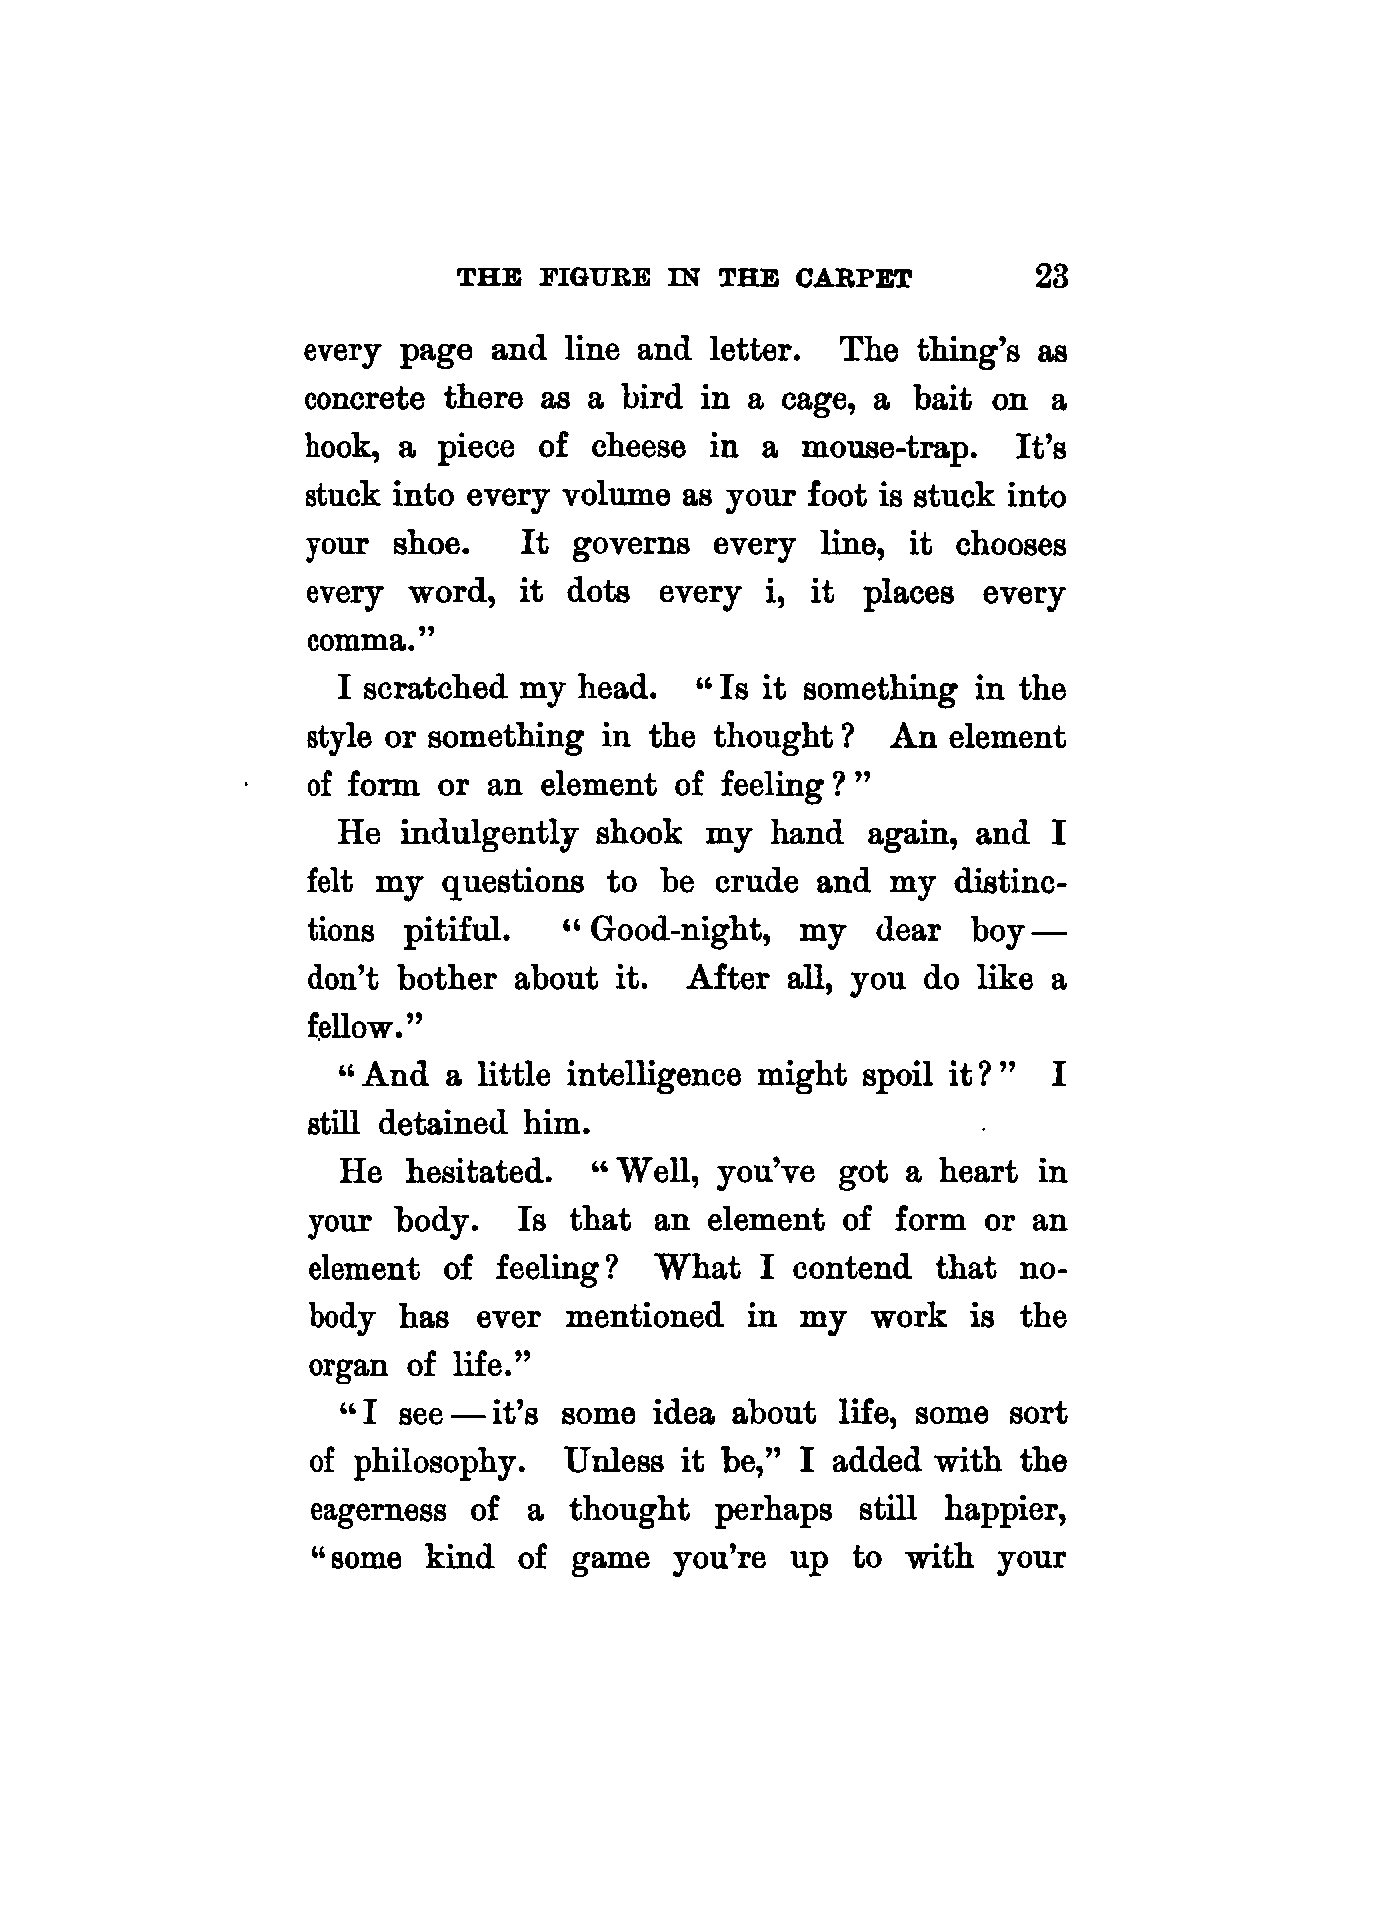 THE FIGURE IN THE CARPET 23
every page and line and letter. The thing's as
concrete there as a bird in a cage, a bait on a
hook, a piece of cheese in a mouse-trap. It's
stuck into every volume as your foot is stuck into
your shoe. It governs every line, it chooses
every word, it dots every i, it places every
comma."
I scratched my head. "Is it something in the
style or something in the thought? An element
of form or an element of feeling?"
He indulgently shook my hand again, and I
felt my questions to be crude and my distinc-
tions pitiful. "Good-night, my dear boy—
don't bother about it. After all, you do like a
fellow."
"And a little intelligence might spoil it?" I
still detained him.
He hesitated. "Well, you've got a heart in
your body. Is that an element of form or an
element of feeling? What I contend that no-
body has ever mentioned in my work is the
organ of life."
"I see—it's some idea about life, some sort
of philosophy. Unless it be," I added with the
eagerness of a thought perhaps still happier,
"some kind of game you're up to with your